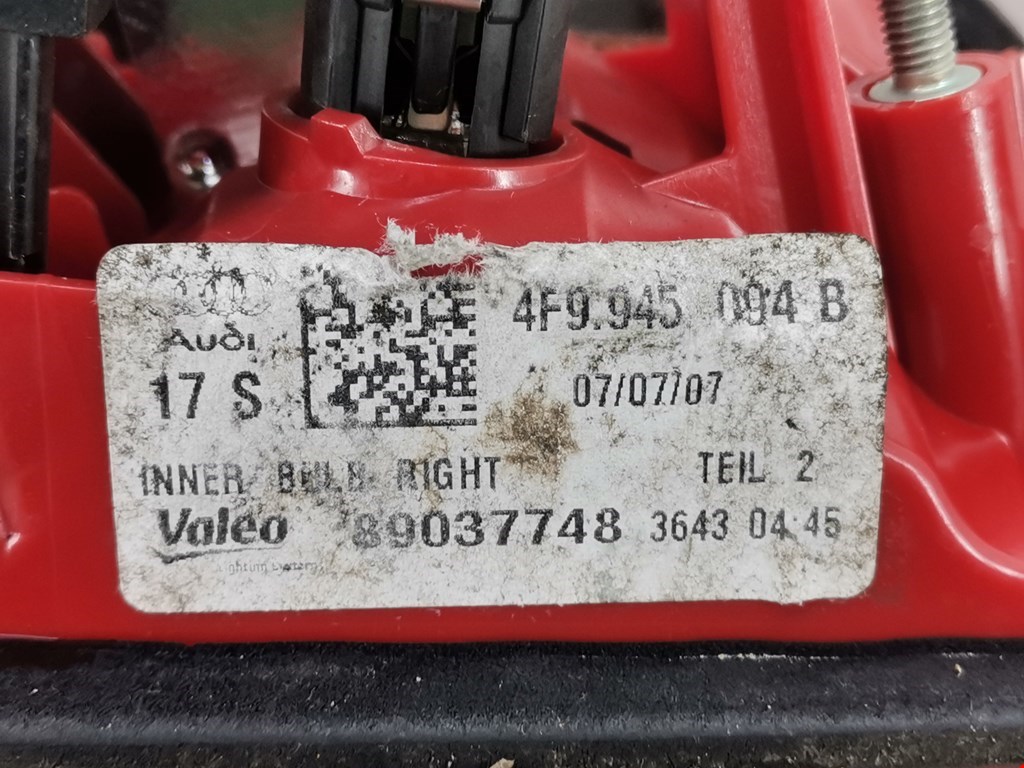 4F9.945 094 B
Audi
17 S
07/07/07
INNER BULB RIGHT TEIL 2
Valeo 89037748 3643 04:45